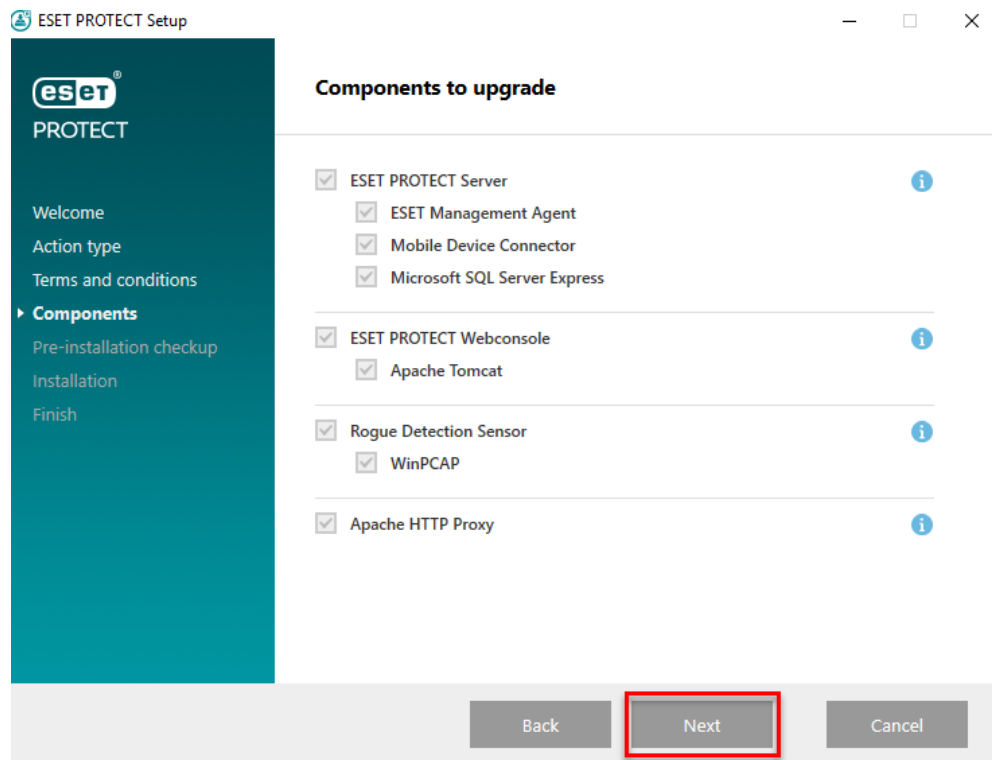 ESET PROTECT Setup
eset®
PROTECT
Welcome
Action type
Terms and conditions
Components
Pre-installation checkup
Installation
Finish
Components to upgrade
ESET PROTECT Server
ESET Management Agent
Mobile Device Connector
Microsoft SQL Server Express
ESET PROTECT Webconsole
Apache Tomcat
Rogue Detection Sensor
WinPCAP
Apache HTTP Proxy
Back
Next
Cancel